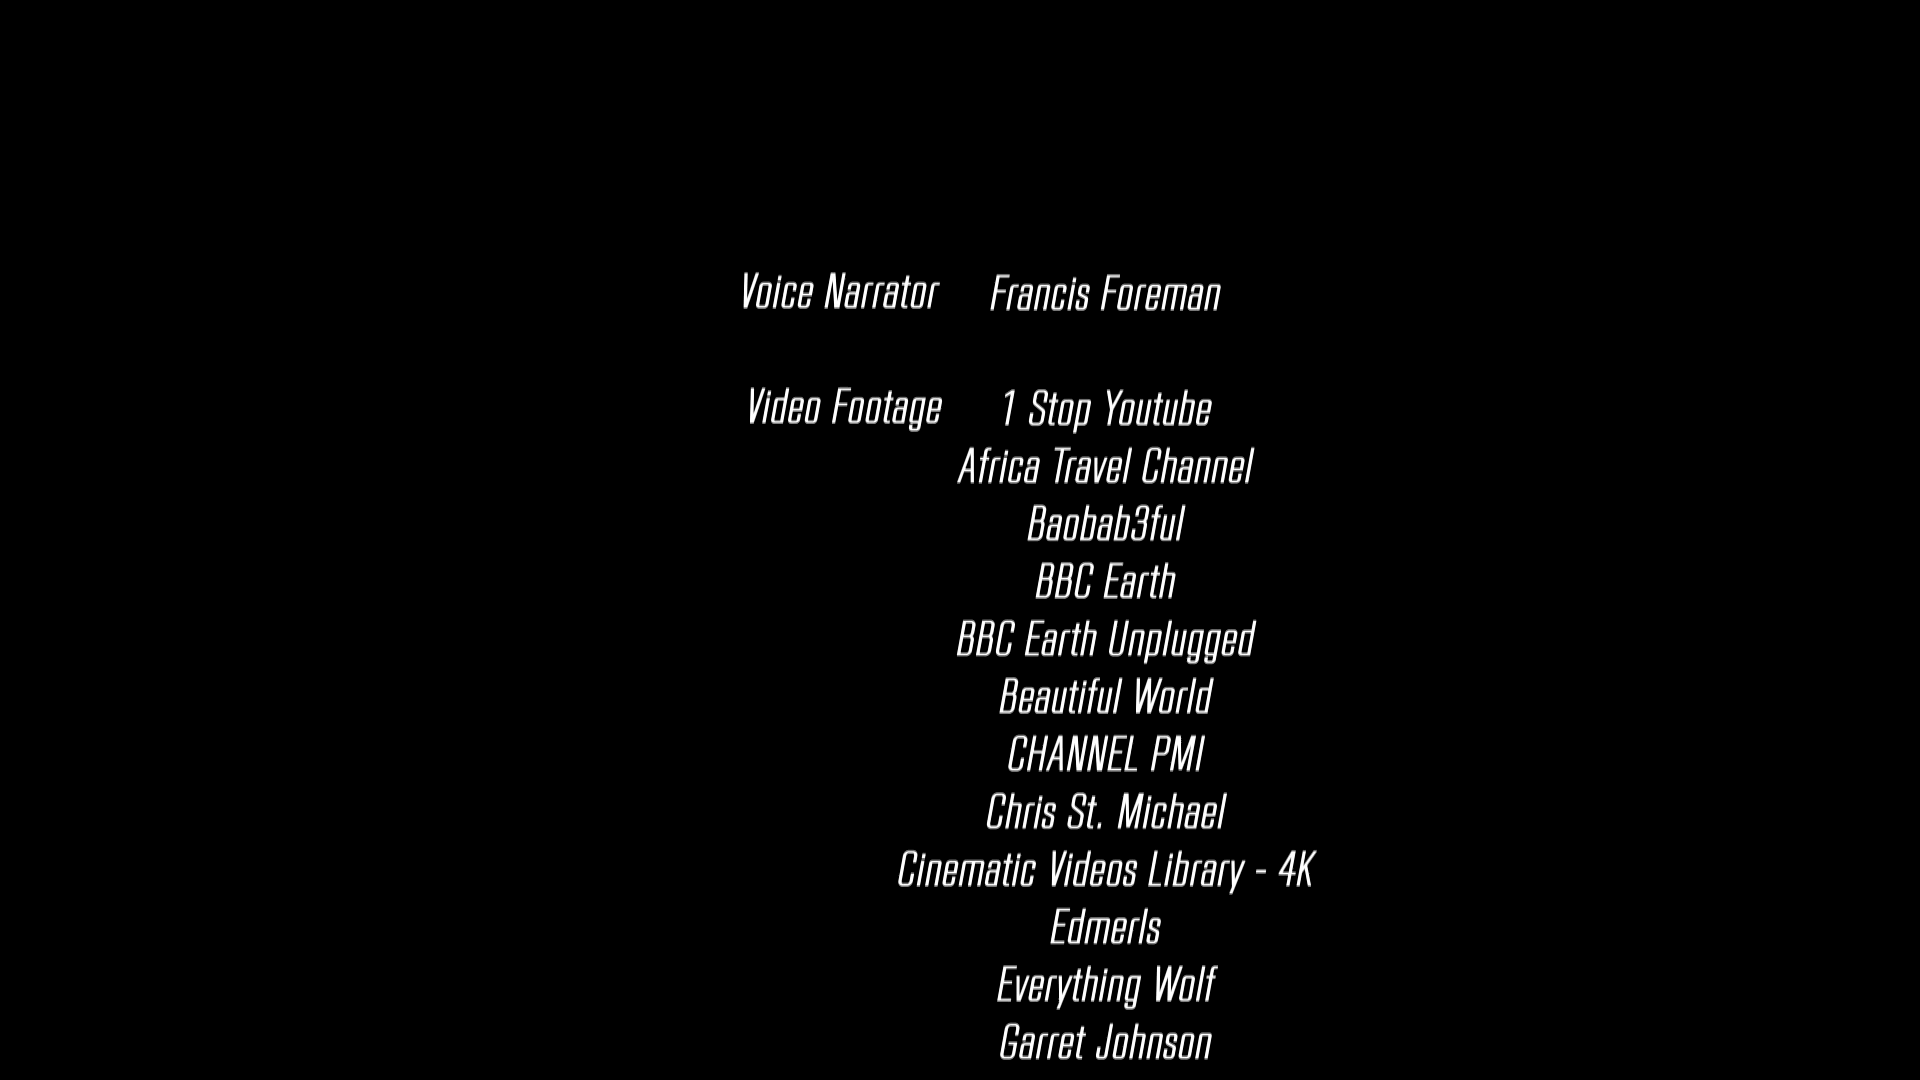 Voice Narrator Francis Foreman
Video Footage 1 Stop Youtube
Africa Travel Channel
Baobab3ful
BBC Earth
BBC Earth Unplugged
Beautiful World
CHANNEL PMI
Chris St. Michael
Cinematic Videos Library - 4K
Edmerls
Everything Wolf
Garret Johnson